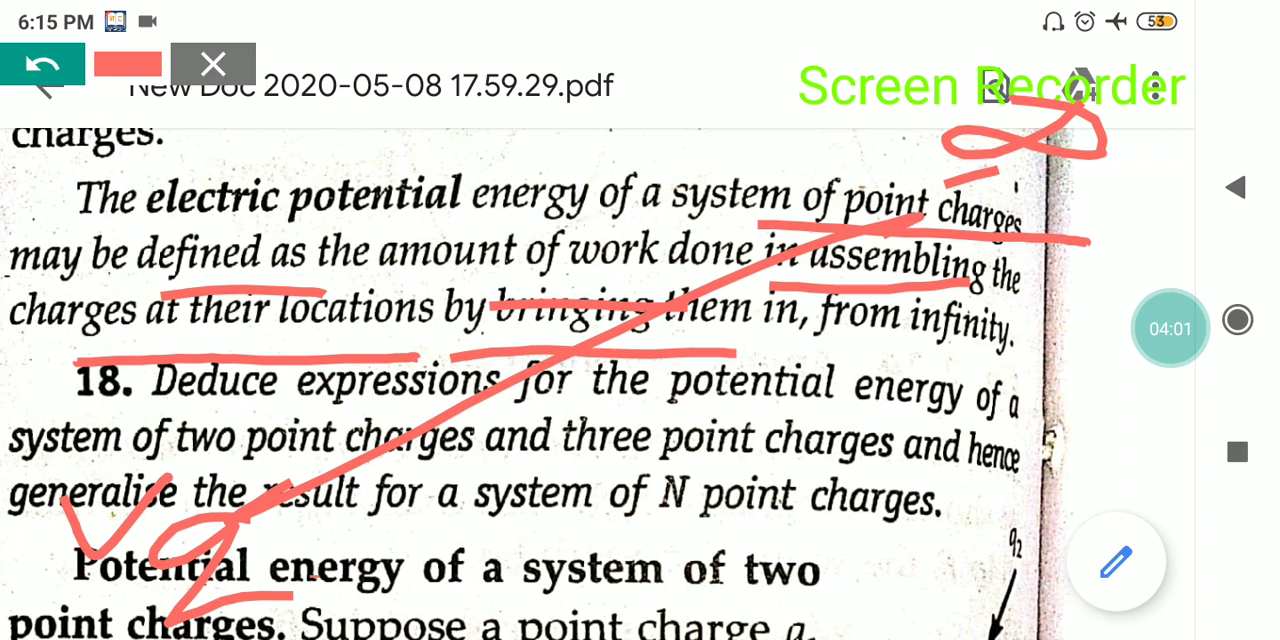 6:15 PM
53
New Doc 2020-05-08 17.59.29.pdf
Screen Recorder
charges.
The electric potential energy of a system of point charges
may be defined as the amount of work done in assembling the
charges at their locations by bringing them in, from infinity.
04:01
18. Deduce expressions for the potential energy of a
system of two point charges and three point charges and hence
generalise the result for a system of N point charges.
q2
Potential energy of a system of two
point charges. Suppose a point charge q